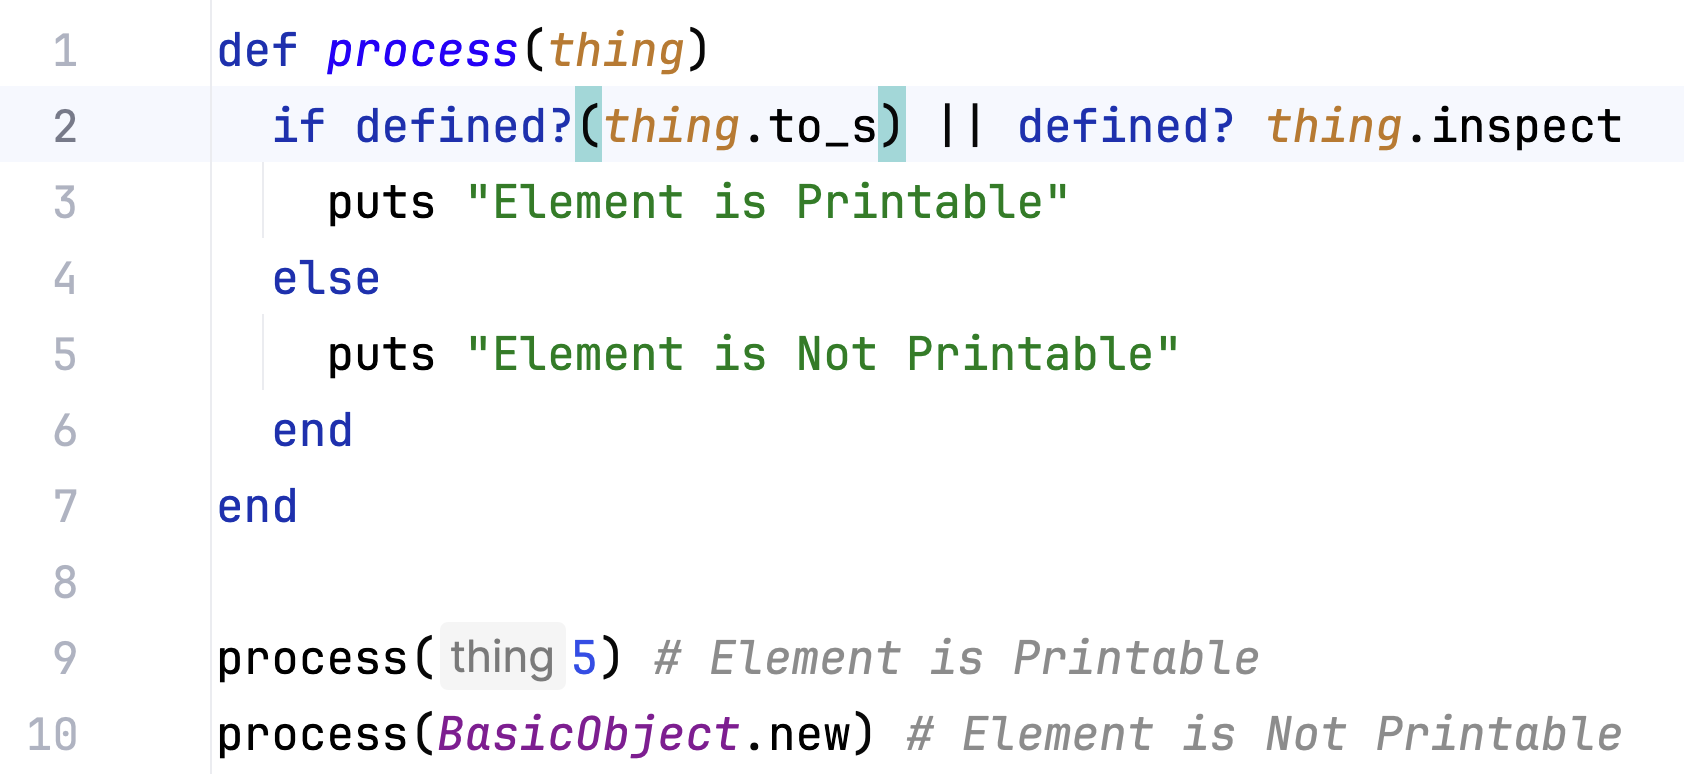 1 def process(thing)
2 if defined?(thing.to_s) || defined? thing.inspect
3 puts "Element is Printable"
4 else
5 puts "Element is Not Printable"
6 end
7 end
8
9 process( thing 5) # Element is Printable
10 process(BasicObject.new) # Element is Not Printable